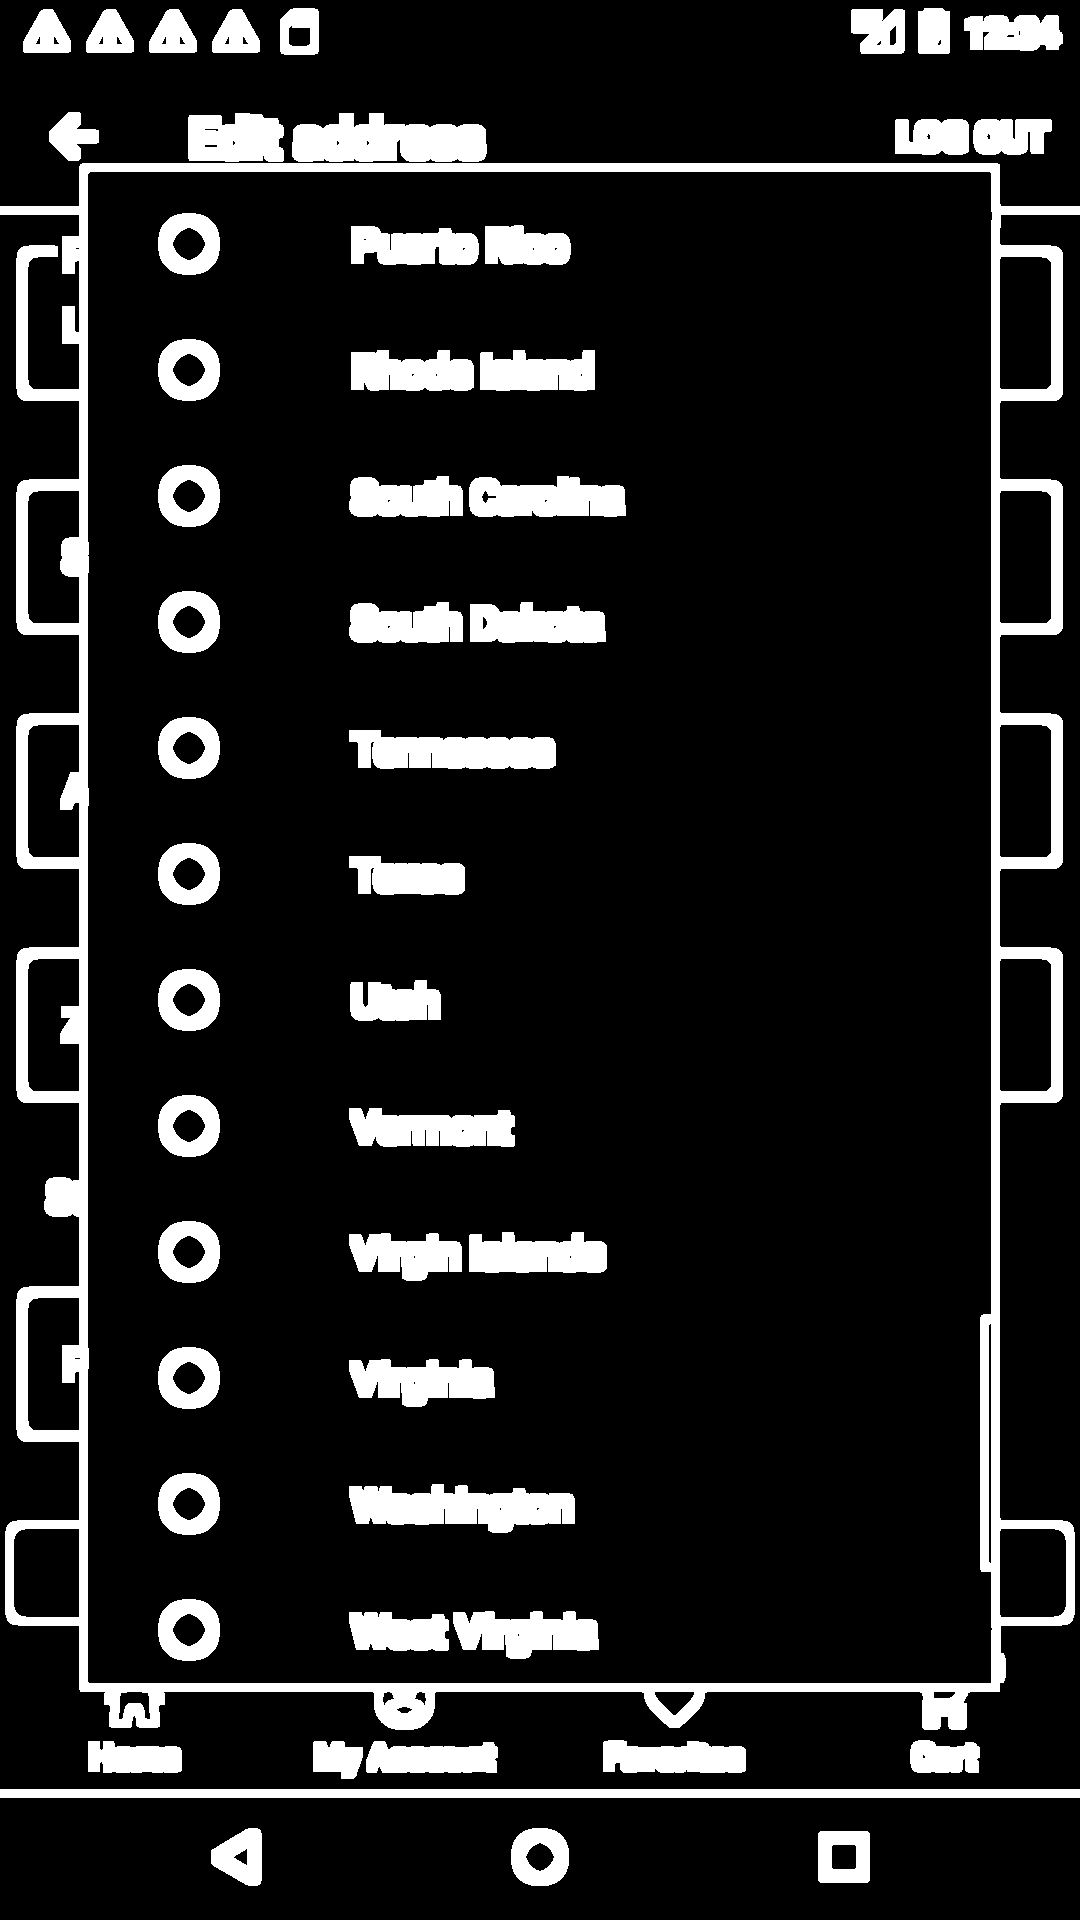 12:34
Edit address
LOG OUT
Puerto Rico
Rhode Island
South Carolina
South Dakota
Tennessee
Texas
Utah
Vermont
Virgin Islands
Virginia
Washington
West Virginia
Home
My Account
Favorites
Cart